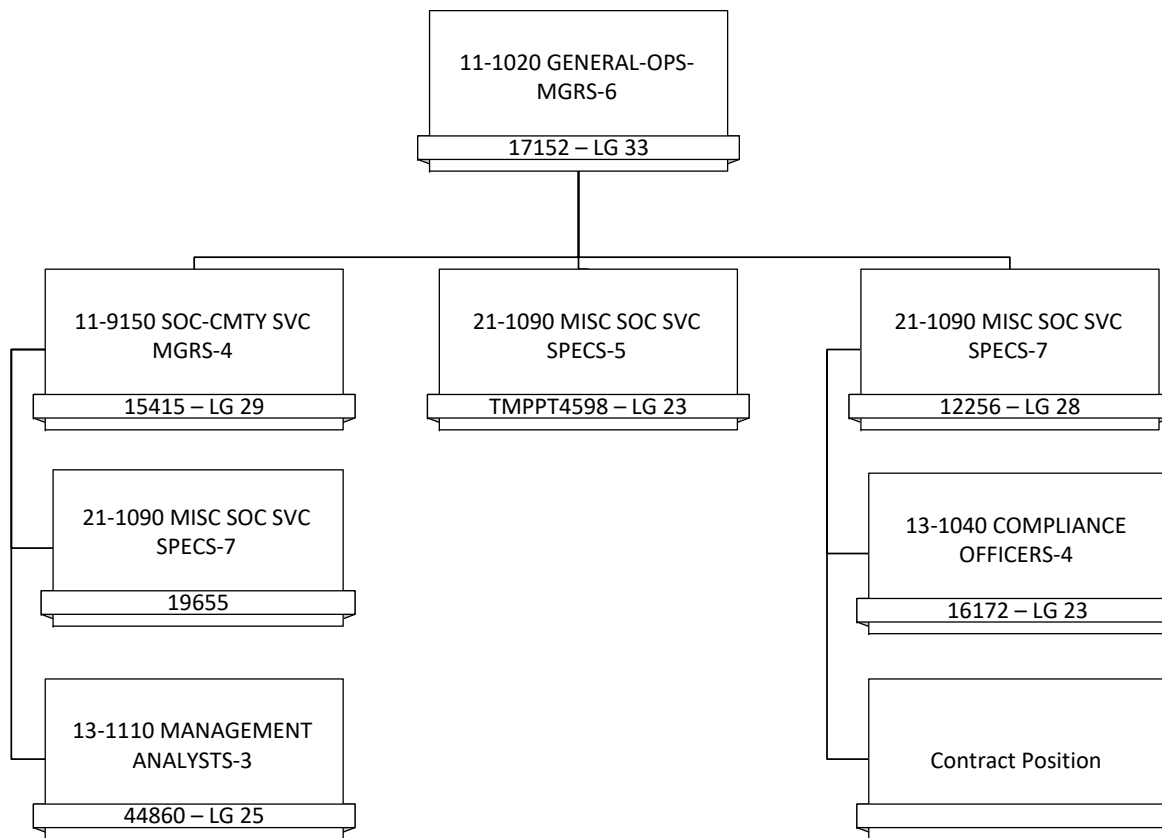 11-1020 GENERAL-OPS-
MGRS-6
17152 – LG 33
11-9150 SOC-CMTY SVC
MGRS-4
15415 – LG 29
21-1090 MISC SOC SVC
SPECS-5
TMPPT4598 – LG 23
21-1090 MISC SOC SVC
SPECS-7
12256 – LG 28
21-1090 MISC SOC SVC
SPECS-7
19655
13-1040 COMPLIANCE
OFFICERS-4
16172 – LG 23
13-1110 MANAGEMENT
ANALYSTS-3
44860 – LG 25
Contract Position